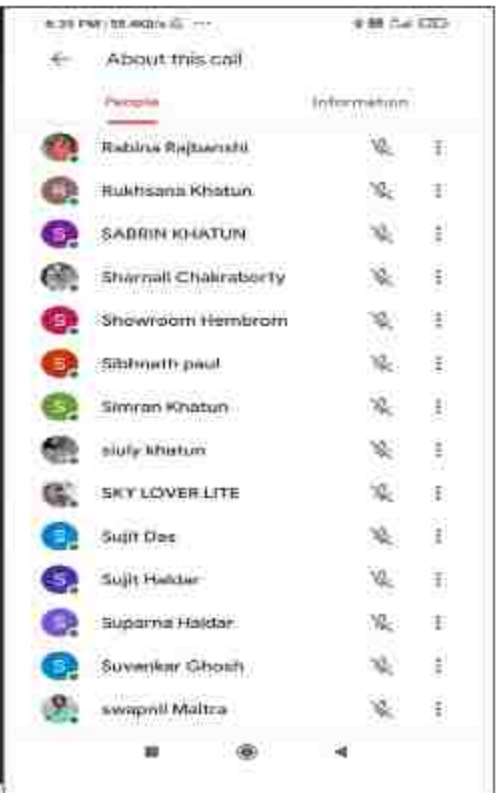 About this call
People
Information
Rabina Rajbanshi
Rukhsana Khatun
SABRIN KHATUN
Sharnali Chakraborty
S
Showroom Hembrom
S
Sibhnath paul
S
Simran Khatun
S
siuly khatun
SKY LOVER LITE
Sujit Das
S
Sujit Haldar
S
Suparna Haldar
S
Suvankar Ghosh
S
swapnil Maitra